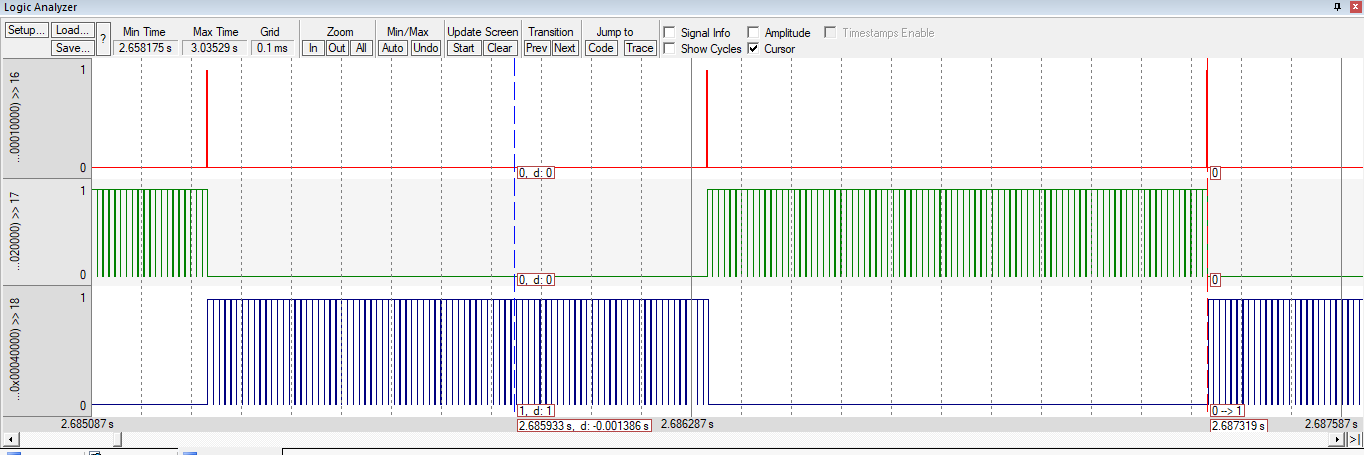 Logic Analyzer
Setup... Load... Save... ?
Min Time Max Time Grid Zoom Min/Max Update Screen Transition Jump to
2.658175 s 3.03529 s 0.1 ms In Out All Auto Undo Start Clear Prev Next Code Trace
Signal Info Amplitude Timestamps Enable
Show Cycles Cursor
...00010000) >> 16
1
0
0, d: 0
0
...020000) >> 17
1
0
0, d: 0
0
...0x00040000) >> 18
1
0
1, d: 1
0 --> 1
2.685087 s 2.685933 s, d: -0.001386 s 2.686287 s 2.687319 s 2.687587 s
>|